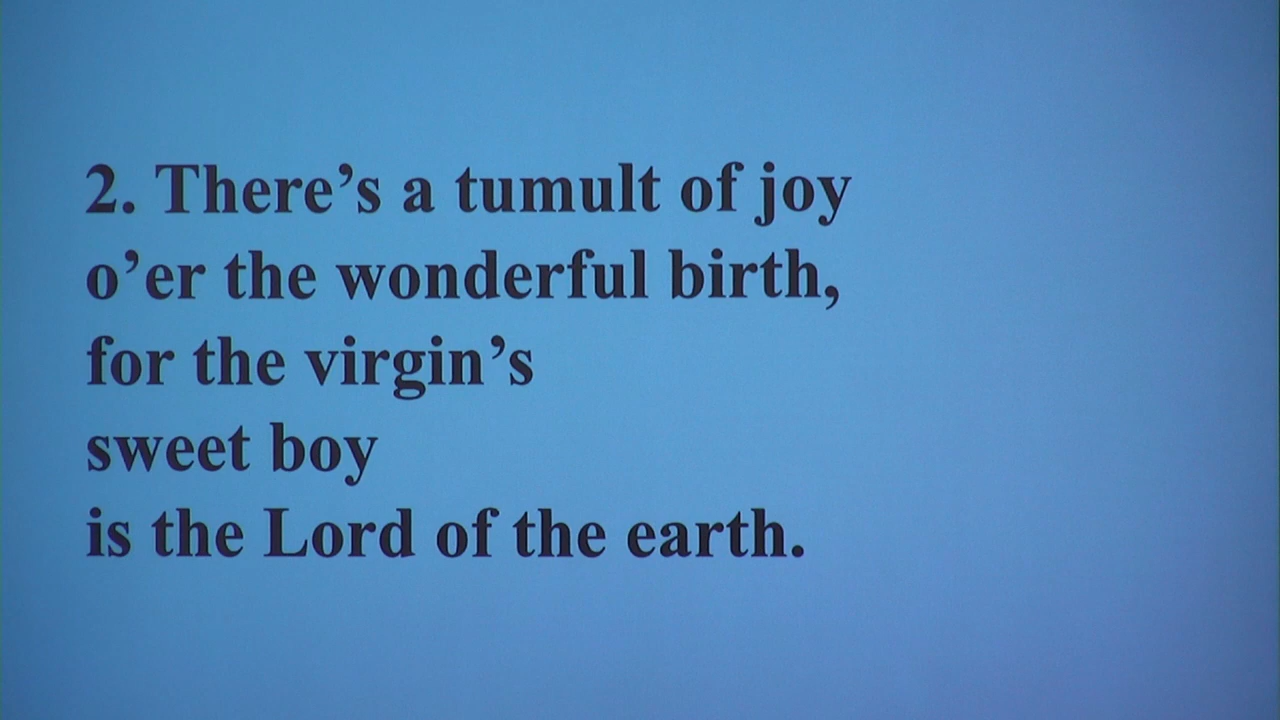 2. There’s a tumult of joy
o’er the wonderful birth,
for the virgin’s
sweet boy
is the Lord of the earth.